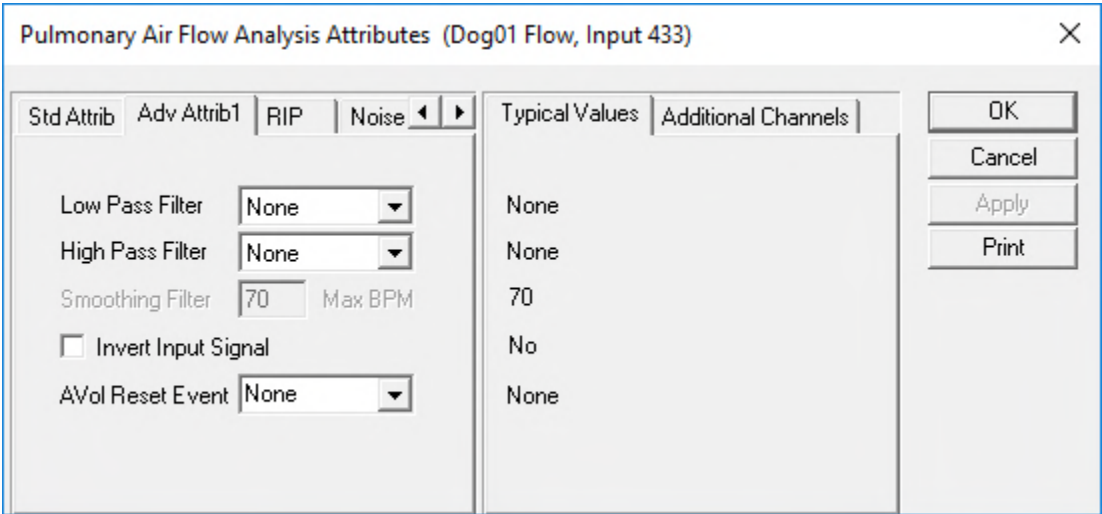 Pulmonary Air Flow Analysis Attributes (Dog01 Flow, Input 433)
Std Attrib Adv Attrib1 RIP Noise Typical Values Additional Channels OK
Cancel
Low Pass Filter None None Apply
High Pass Filter None None Print
Smoothing Filter 70 Max BPM 70
Invert Input Signal No
AVol Reset Event None None